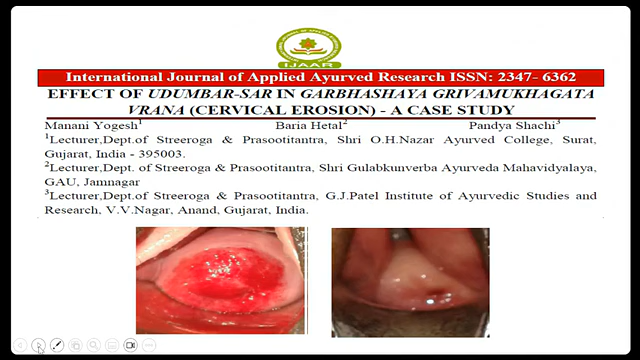 IJAAR
International Journal of Applied Ayurved Research ISSN: 2347- 6362
EFFECT OF UDUMBAR-SAR IN GARBHASHAYA GRIVAMUKHAGATA
VRANA (CERVICAL EROSION) - A CASE STUDY
Manani Yogesh1 Baria Hetal2 Pandya Shachi3
1Lecturer,Dept.of Streeroga & Prasootitantra, Shri O.H.Nazar Ayurved College, Surat,
Gujarat, India - 395003.
2Lecturer,Dept. of Streeroga & Prasootitantra, Shri Gulabkunverba Ayurveda Mahavidyalaya,
GAU, Jamnagar
3Lecturer,Dept.of Streeroga & Prasootitantra, G.J.Patel Institute of Ayurvedic Studies and
Research, V.V.Nagar, Anand, Gujarat, India.